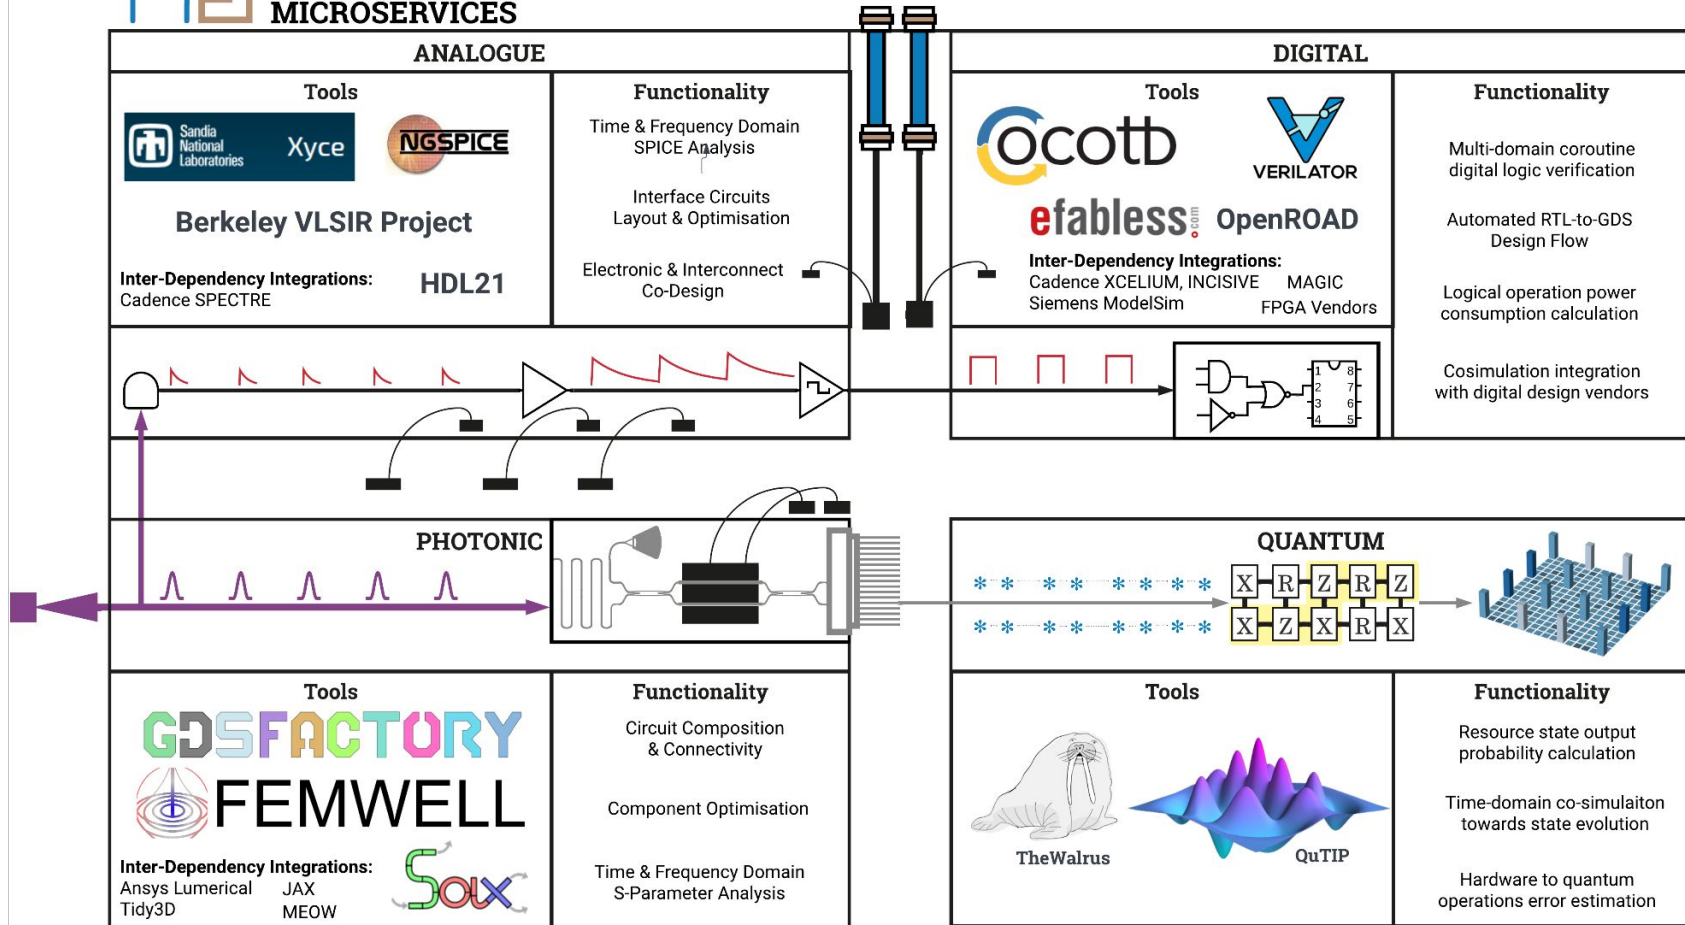 MICROSERVICES
ANALOGUE
Tools
Sandia
National
Laboratories
Xyce
NGSPICE
Berkeley VLSIR Project
Inter-Dependency Integrations:
Cadence SPECTRE
HDL21
Functionality
Time & Frequency Domain
SPICE Analysis
Interface Circuits
Layout & Optimisation
Electronic & Interconnect
Co-Design
DIGITAL
Tools
cocotb
VERILATOR
efabless.com
OpenROAD
Inter-Dependency Integrations:
Cadence XCELIUM, INCISIVE
MAGIC
Siemens ModelSim
FPGA Vendors
Functionality
Multi-domain coroutine
digital logic verification
Automated RTL-to-GDS
Design Flow
Logical operation power
consumption calculation
Cosimulation integration
with digital design vendors
1 8
2 7
3 6
4 5
PHOTONIC
Tools
GDSFACTORY
FEMWELL
Inter-Dependency Integrations:
Ansys Lumerical
JAX
Tidy3D
MEOW
Sax
Functionality
Circuit Composition
& Connectivity
Component Optimisation
Time & Frequency Domain
S-Parameter Analysis
QUANTUM
X R Z R Z
X Z X R X
Tools
TheWalrus
QuTIP
Functionality
Resource state output
probability calculation
Time-domain co-simulaiton
towards state evolution
Hardware to quantum
operations error estimation